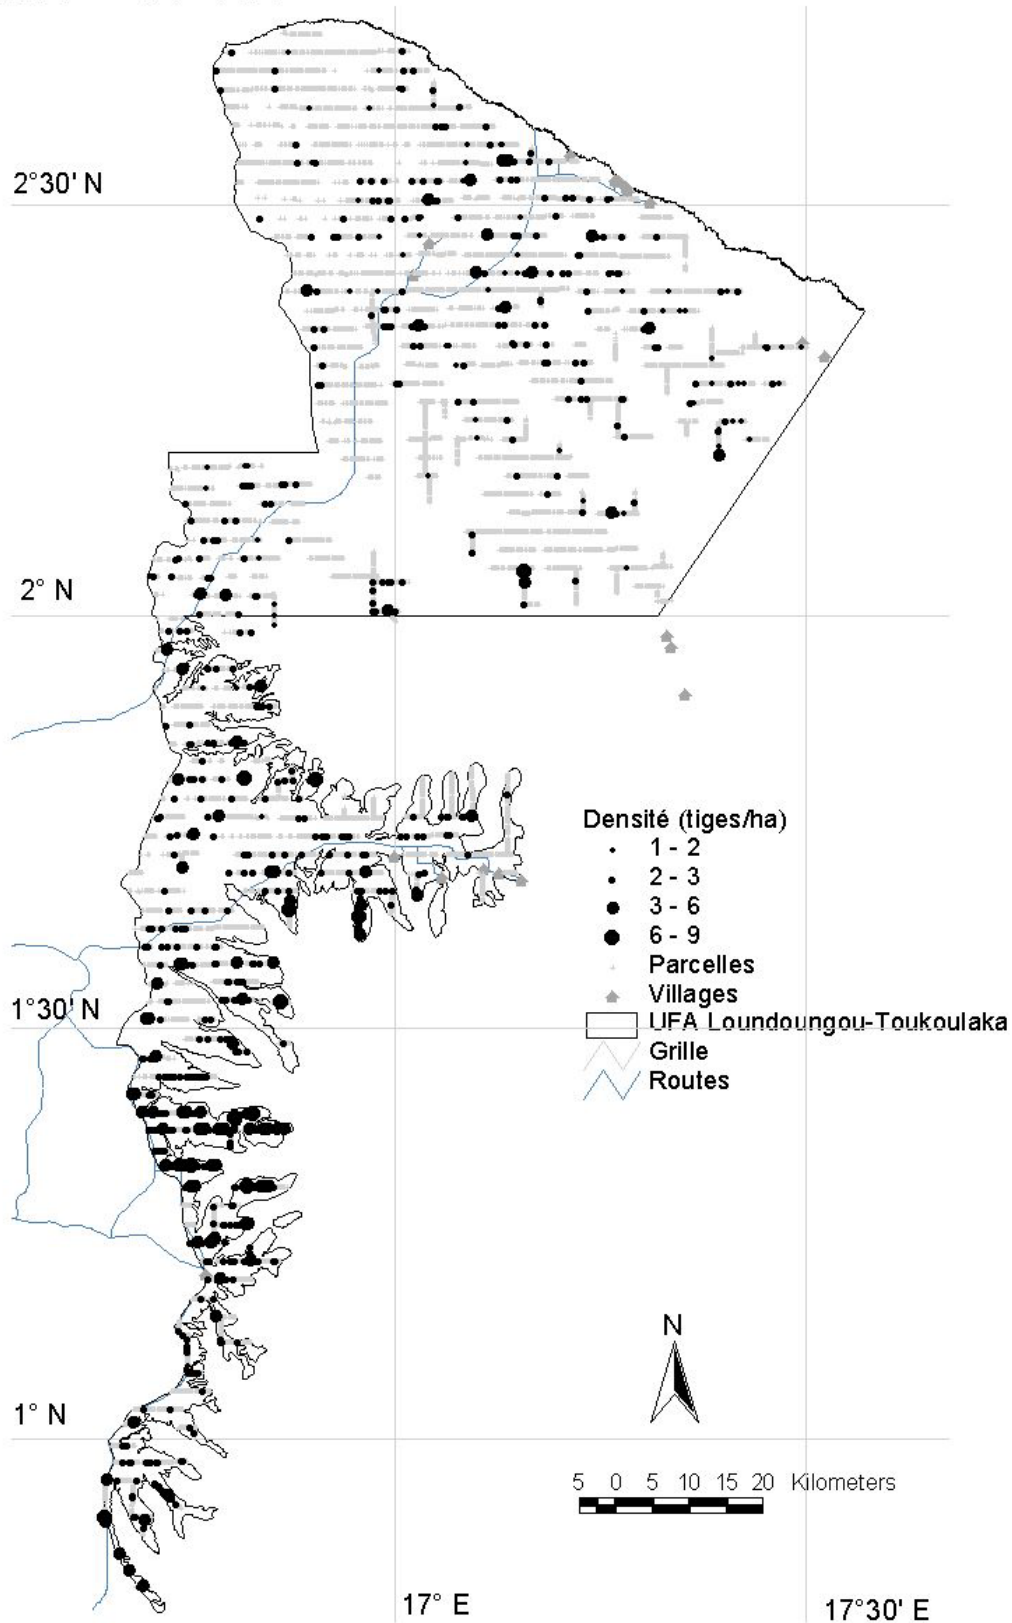 2°30' N
2° N
Densité (tiges/ha)
1 - 2
2 - 3
3 - 6
6 - 9
Parcelles
Villages
1°30' N
UFA Loundoungou-Toukoulaka
Grille
Routes
N
1° N
5 0 5 10 15 20 Kilometers
17° E
17°30' E